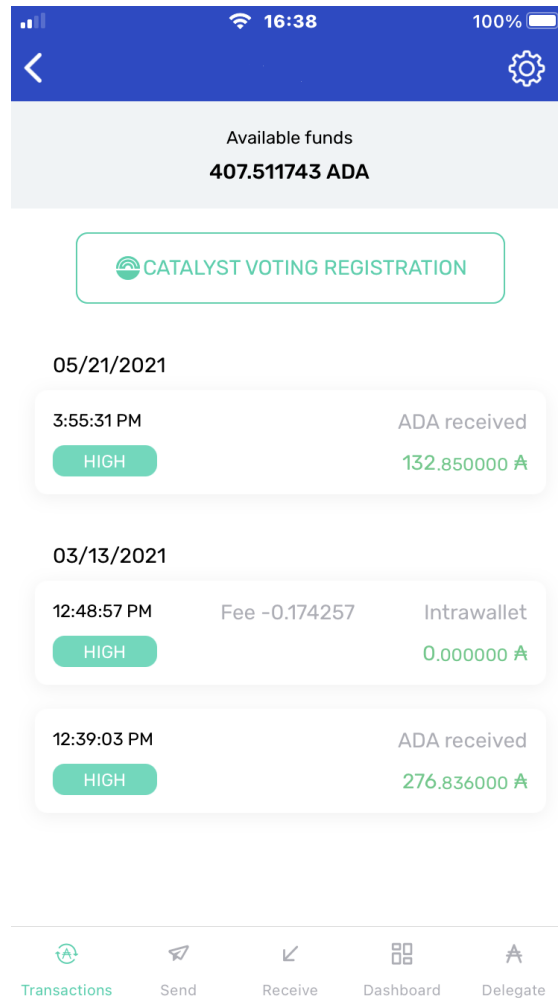 16:38
100%
Available funds
407.511743 ADA
CATALYST VOTING REGISTRATION
05/21/2021
3:55:31 PM ADA received
HIGH 132.850000 ₳
03/13/2021
12:48:57 PM Fee -0.174257 Intrawallet
HIGH 0.000000 ₳
12:39:03 PM ADA received
HIGH 276.836000 ₳
Transactions Send Receive Dashboard Delegate